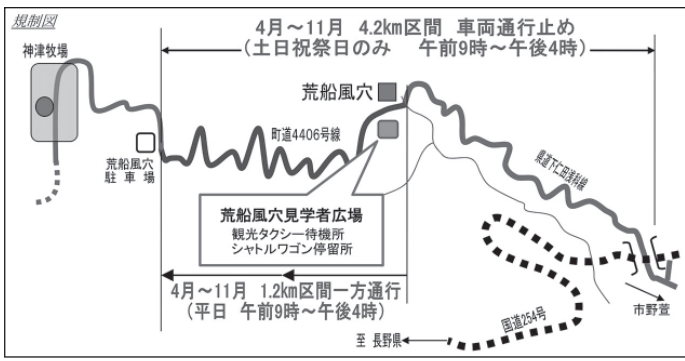 規制図
4月～11月 4.2km区間 車両通行止め
(土日祝祭日のみ 午前9時～午後4時)
神津牧場
荒船風穴
町道4406号線
荒船風穴
駐車場
県道下仁田浅科線
荒船風穴見学者広場
観光タクシー待機所
シャトルワゴン停留所
4月～11月 1.2km区間一方通行
(平日 午前9時～午後4時)
国道254号
市野萱
至 長野県